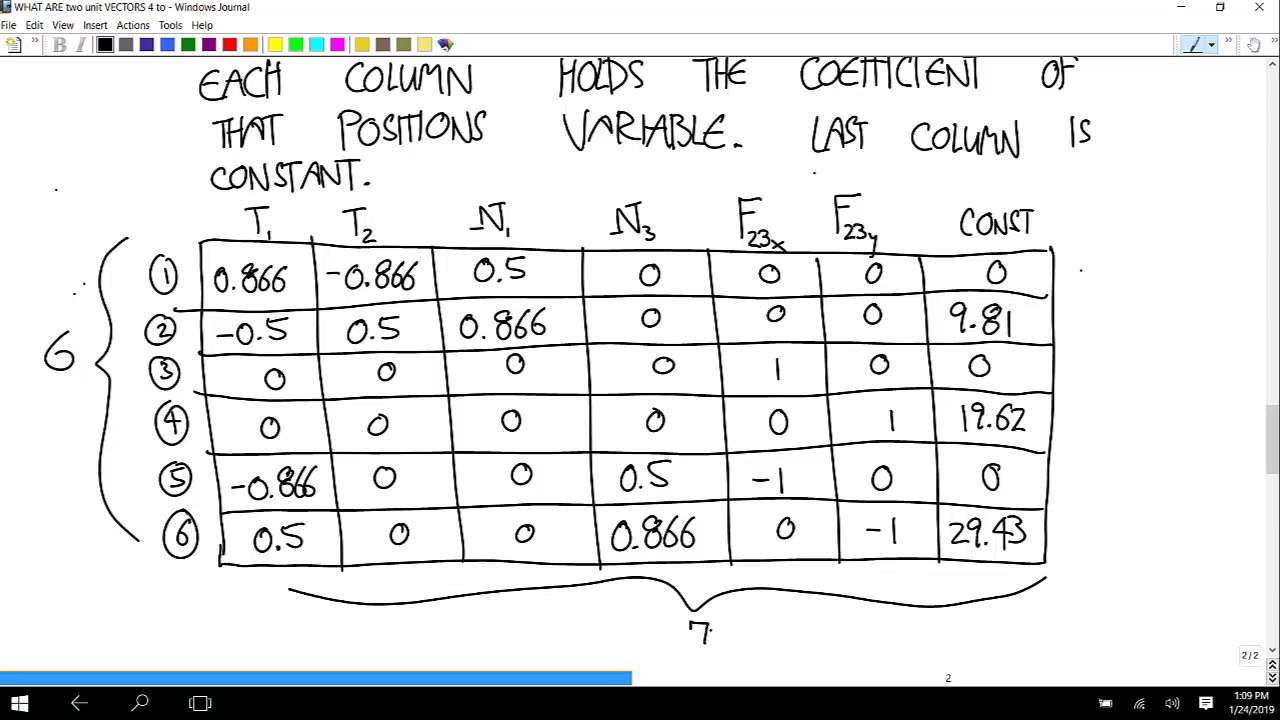 WHAT ARE two unit VECTORS 4 to - Windows Journal
File Edit View Insert Actions Tools Help
B I
EACH COLUMN HOLDS THE COEFFICIENT OF
THAT POSITIONS VARIABLE. LAST COLUMN IS
CONSTANT.
T1 T2 N1 N3 F23x F23y CONST
① 0.866 -0.866 0.5 0 0 0 0
② -0.5 0.5 0.866 0 0 0 9.81
③ 0 0 0 0 1 0 0
④ 0 0 0 0 0 1 19.62
⑤ -0.866 0 0 0.5 -1 0 0
⑥ 0.5 0 0 0.866 0 -1 29.43
6
7
2/2
2
1:09 PM
1/24/2019